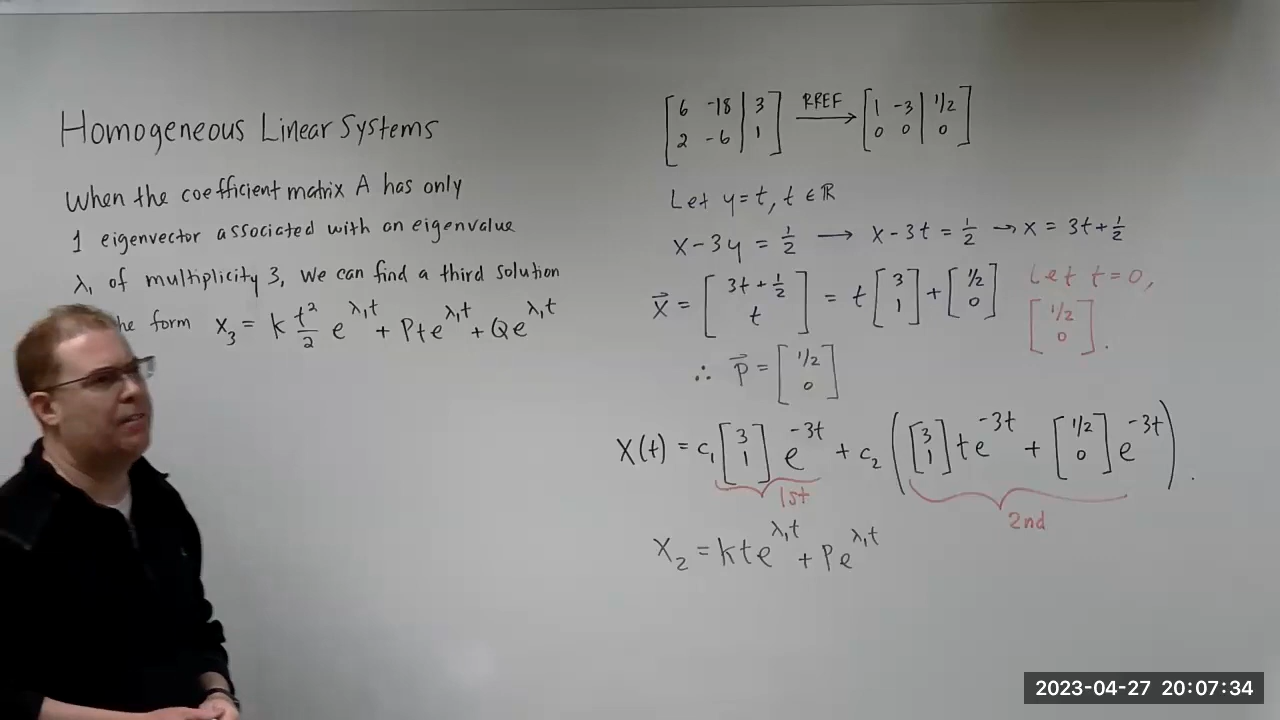 Homogeneous Linear Systems
When the coefficient matrix A has only
1 eigenvector associated with an eigenvalue
λ₁ of multiplicity 3, we can find a third solution
form X₃ = K t²/2 e^λ₁t + Pte^λ₁t + Qe^λ₁t
[6 -18 | 3; 2 -6 | 1] RREF→ [1 -3 | 1/2; 0 0 | 0]
Let y = t, t ∈ ℝ
x - 3y = 1/2 → x - 3t = 1/2 → x = 3t + 1/2
x⃗ = [3t + 1/2; t] = t [3; 1] + [1/2; 0]
Let t = 0,
[1/2; 0].
∴ p⃗ = [1/2; 0]
X(t) = c₁ [3; 1] e^-3t + c₂ ([3; 1] te^-3t + [1/2; 0] e^-3t).
1st
2nd
X₂ = kte^λ₁t + Pe^λ₁t
2023-04-27 20:07:34